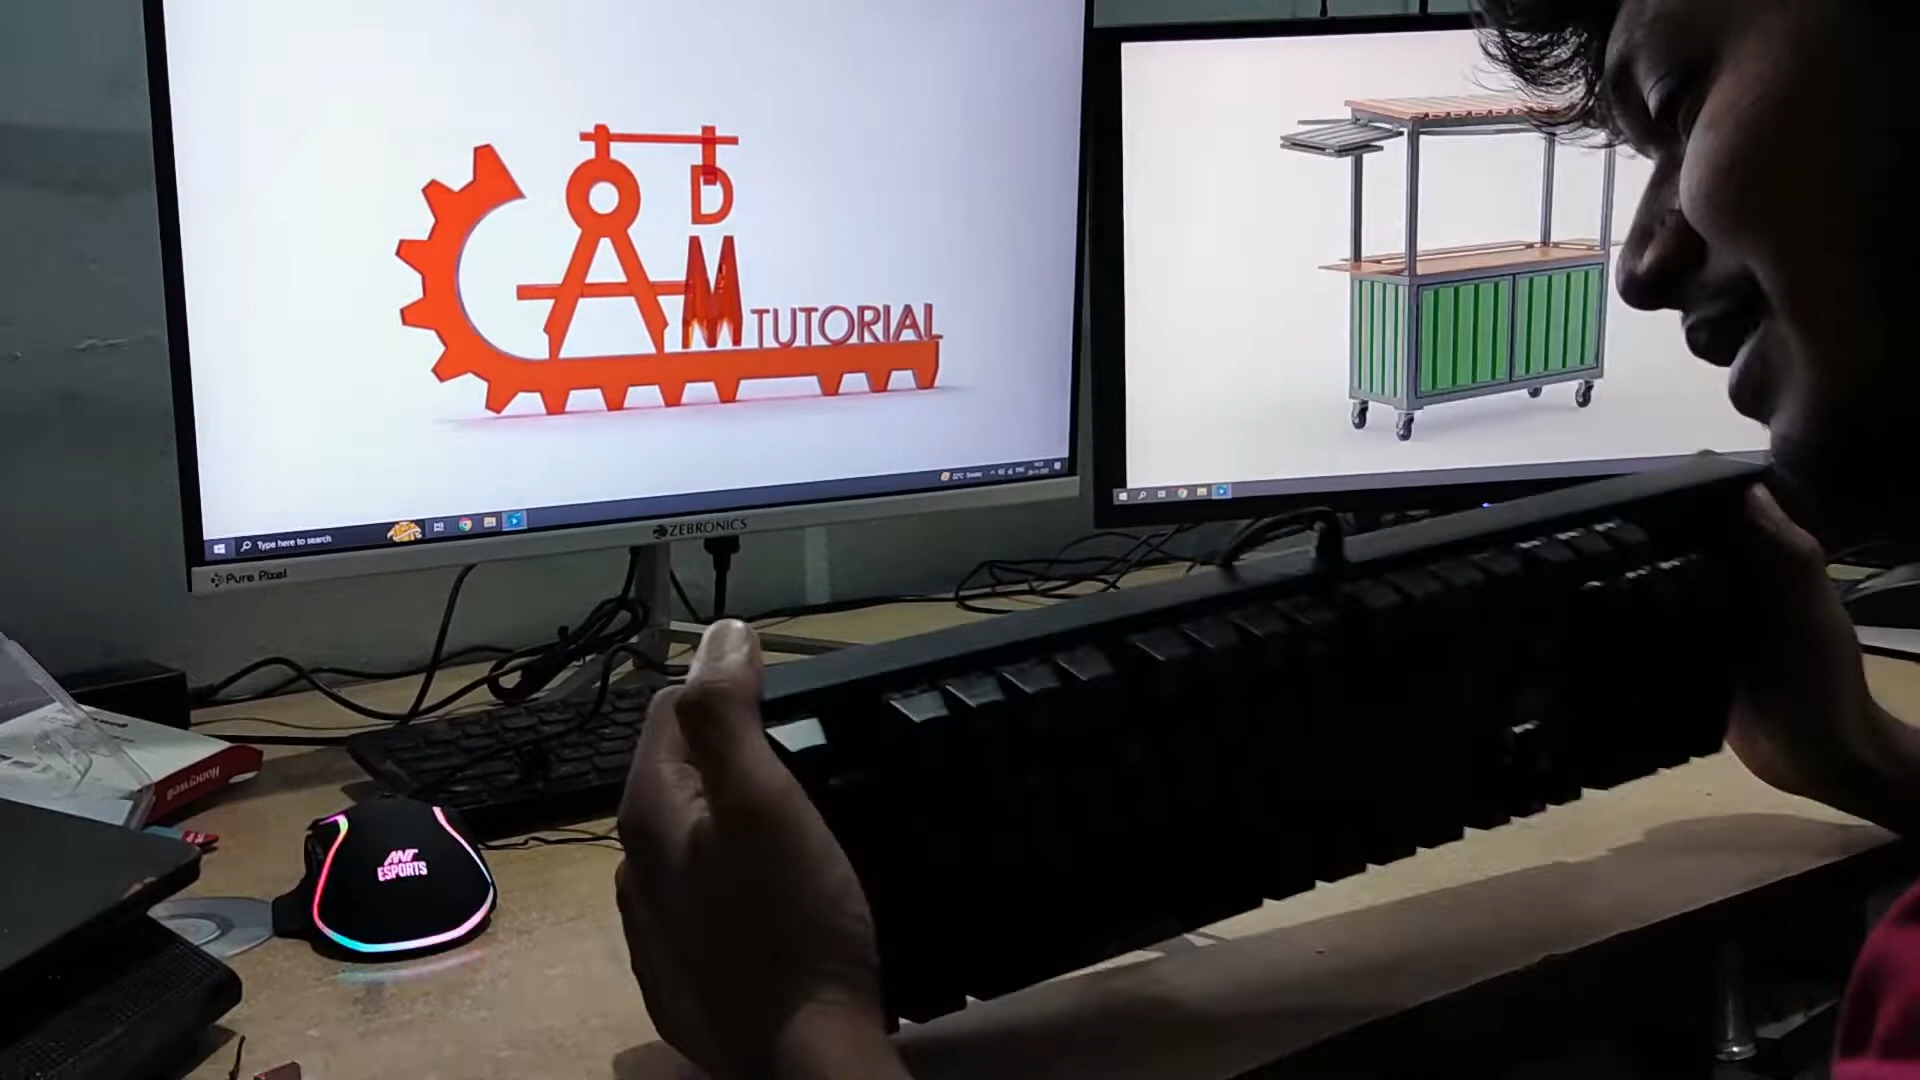 CAD
M TUTORIAL
Type here to search
ZEBRONICS
Pure Pixel
Honeywell
ANT
ESPORTS